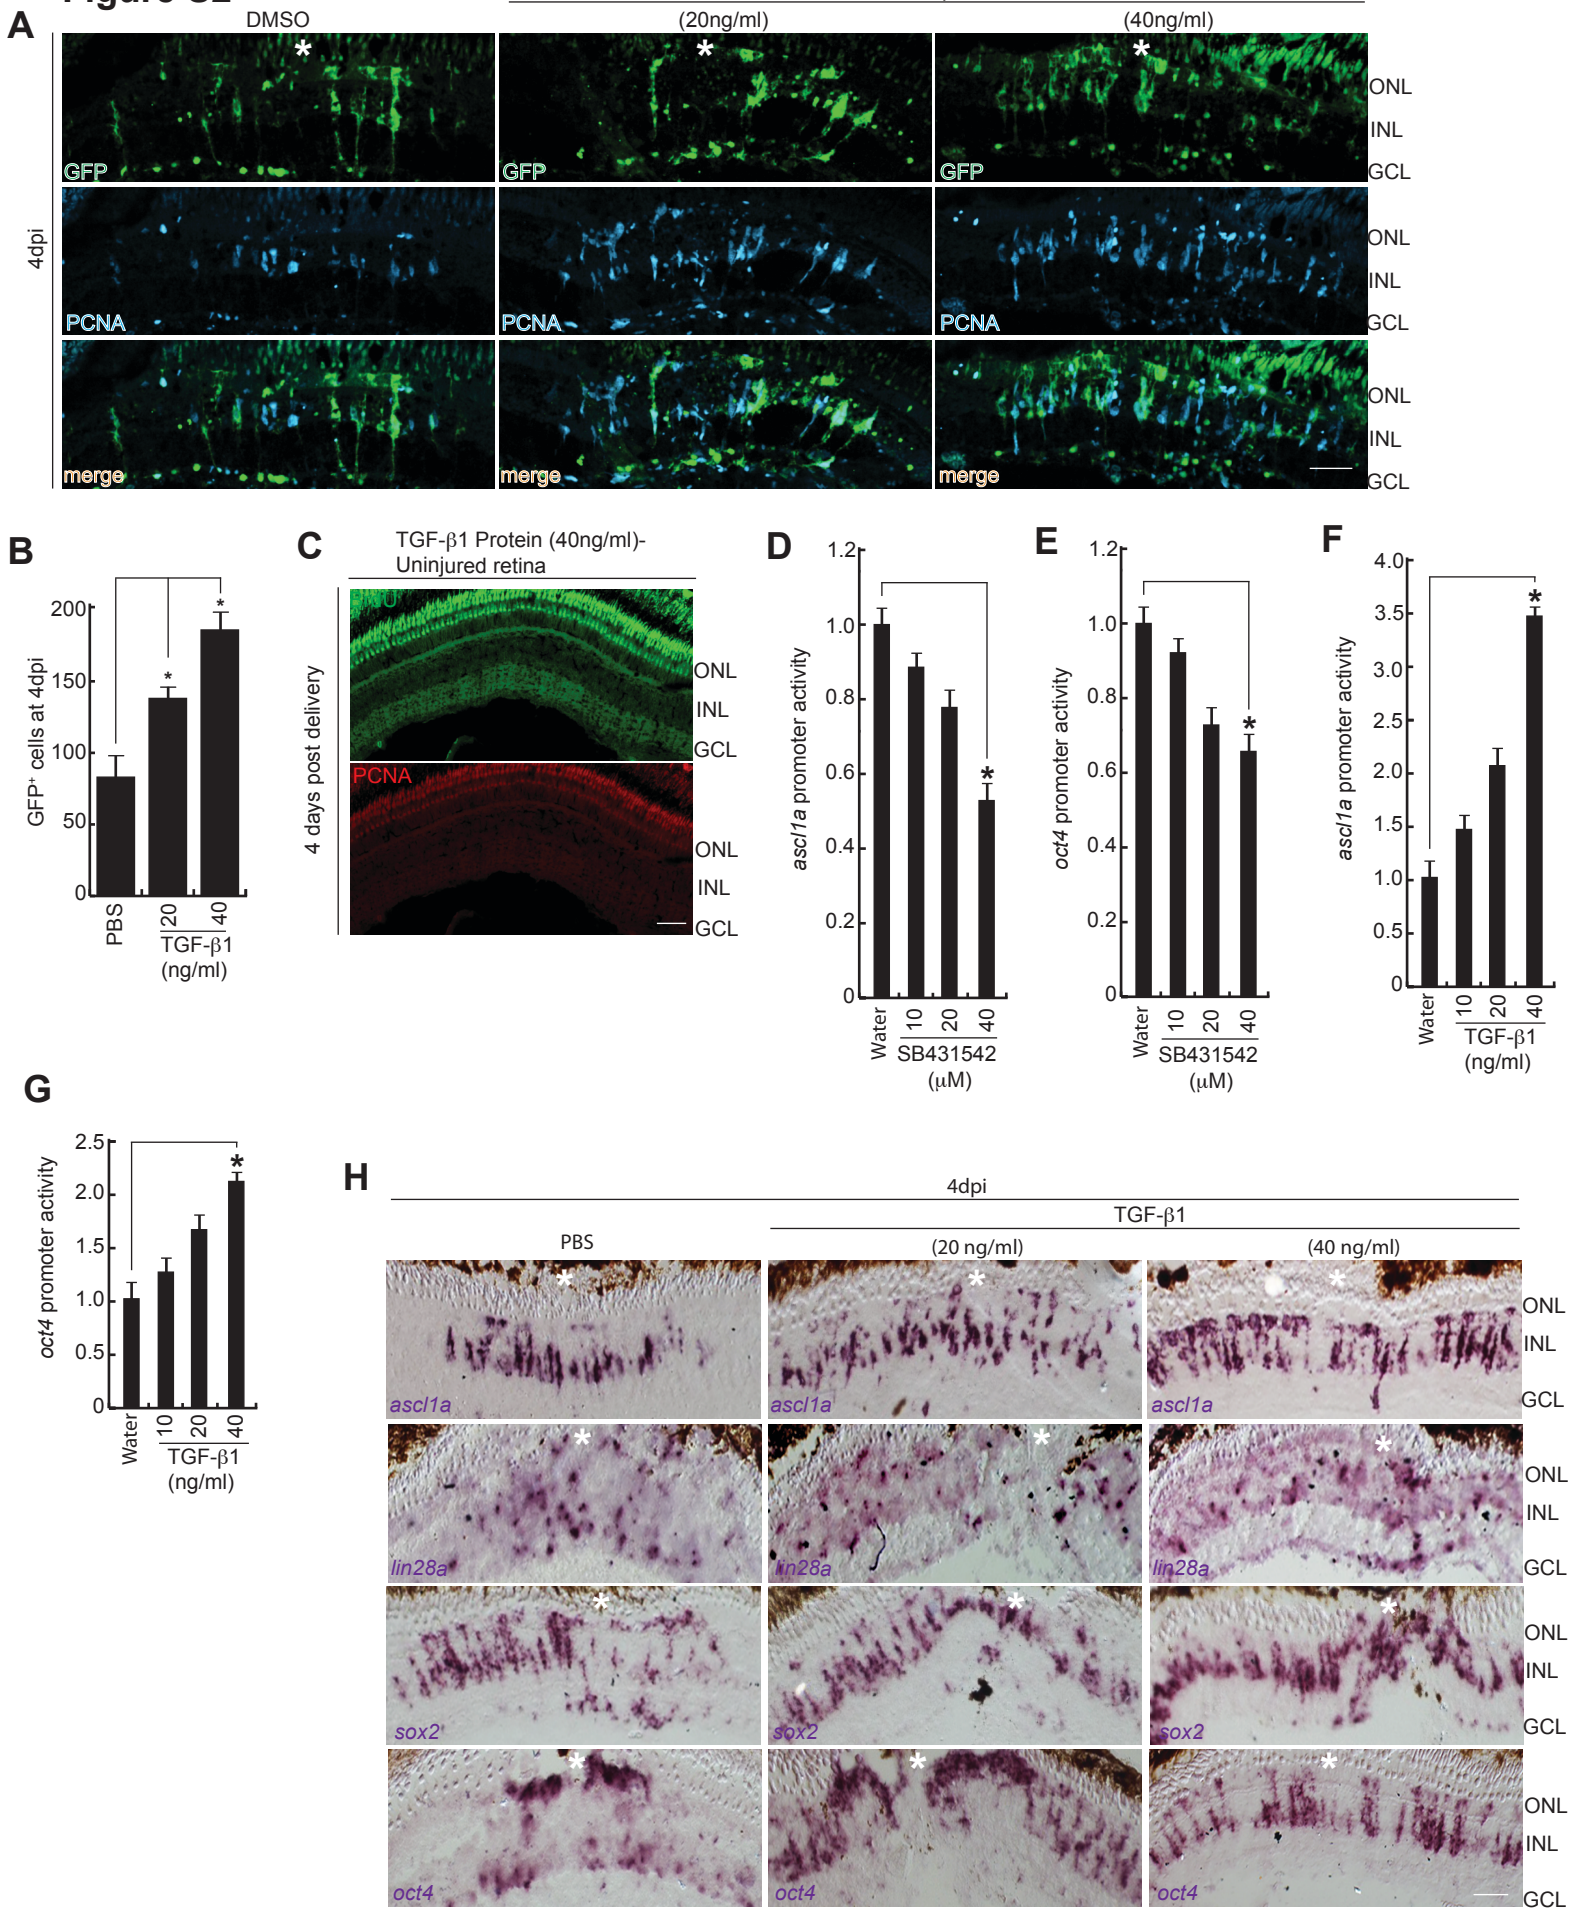 A
DMSO
(20ng/ml)
(40ng/ml)
4dpi
GFP
GFP
GFP
ONL
INL
GCL
PCNA
PCNA
PCNA
ONL
INL
GCL
merge
merge
merge
ONL
INL
GCL
B
GFP+ cells at 4dpi
200
150
100
50
0
*
*
PBS
20
40
TGF-β1
(ng/ml)
C
TGF-β1 Protein (40ng/ml)-
Uninjured retina
4 days post delivery
ONL
INL
GCL
PCNA
ONL
INL
GCL
D
ascl1a promoter activity
1.2
1.0
0.8
0.6
0.4
0.2
0
*
Water
10
20
40
SB431542
(μM)
E
oct4 promoter activity
1.2
1.0
0.8
0.6
0.4
0.2
0
*
Water
10
20
40
SB431542
(μM)
F
ascl1a promoter activity
4.0
3.5
3.0
2.5
2.0
1.5
1.0
0.5
0
*
Water
10
20
40
TGF-β1
(ng/ml)
G
oct4 promoter activity
2.5
2.0
1.5
1.0
0.5
0
*
Water
10
20
40
TGF-β1
(ng/ml)
H
4dpi
TGF-β1
PBS
(20 ng/ml)
(40 ng/ml)
ascl1a
ascl1a
ascl1a
ONL
INL
GCL
lin28a
lin28a
lin28a
ONL
INL
GCL
sox2
sox2
sox2
ONL
INL
GCL
oct4
oct4
oct4
ONL
INL
GCL